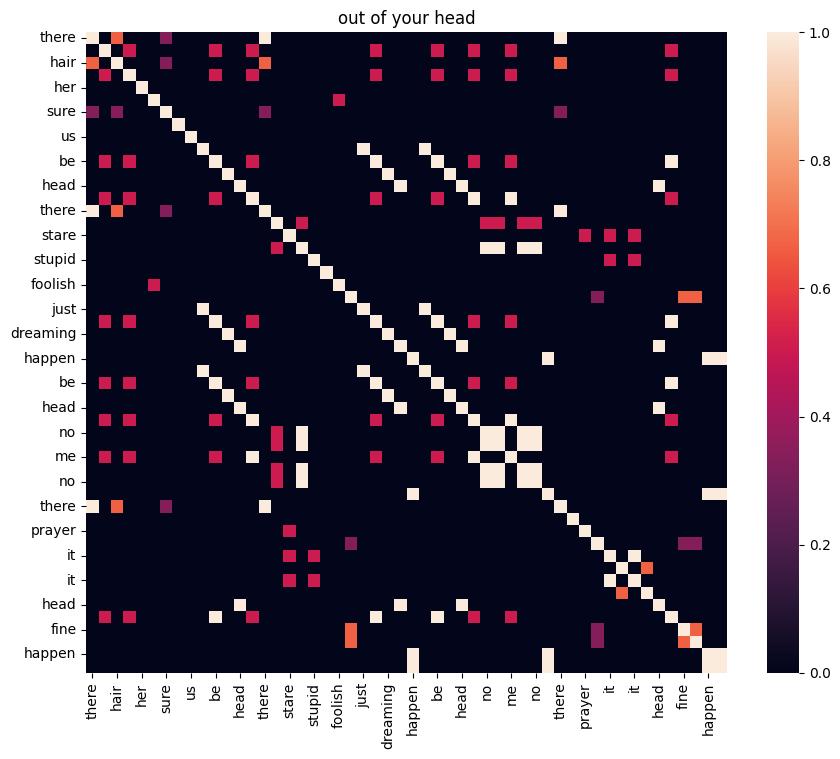 out of your head
there
hair
her
sure
us
be
head
there
stare
stupid
foolish
just
dreaming
happen
be
head
no
me
no
there
prayer
it
it
head
fine
happen
1.0
0.8
0.6
0.4
0.2
0.0
there
hair
her
sure
us
be
head
there
stare
stupid
foolish
just
dreaming
happen
be
head
no
me
no
there
prayer
it
it
head
fine
happen